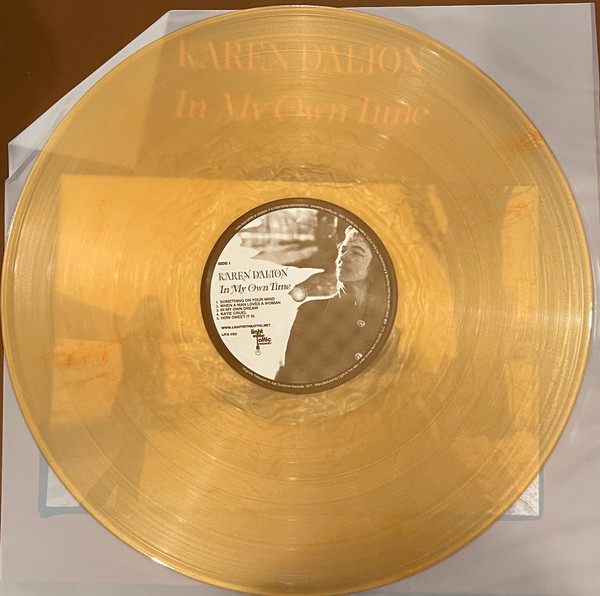 KAREN DALTON
In My Own Time
SIDE 1
KAREN DALTON
In My Own Time
1. SOMETHING ON YOUR MIND
2. WHEN A MAN LOVES A WOMAN
3. IN MY OWN DREAM
4. KATIE CRUEL
5. HOW SWEET IT IS
WWW.LIGHTINTHEATTIC.NET
light
in the
attic